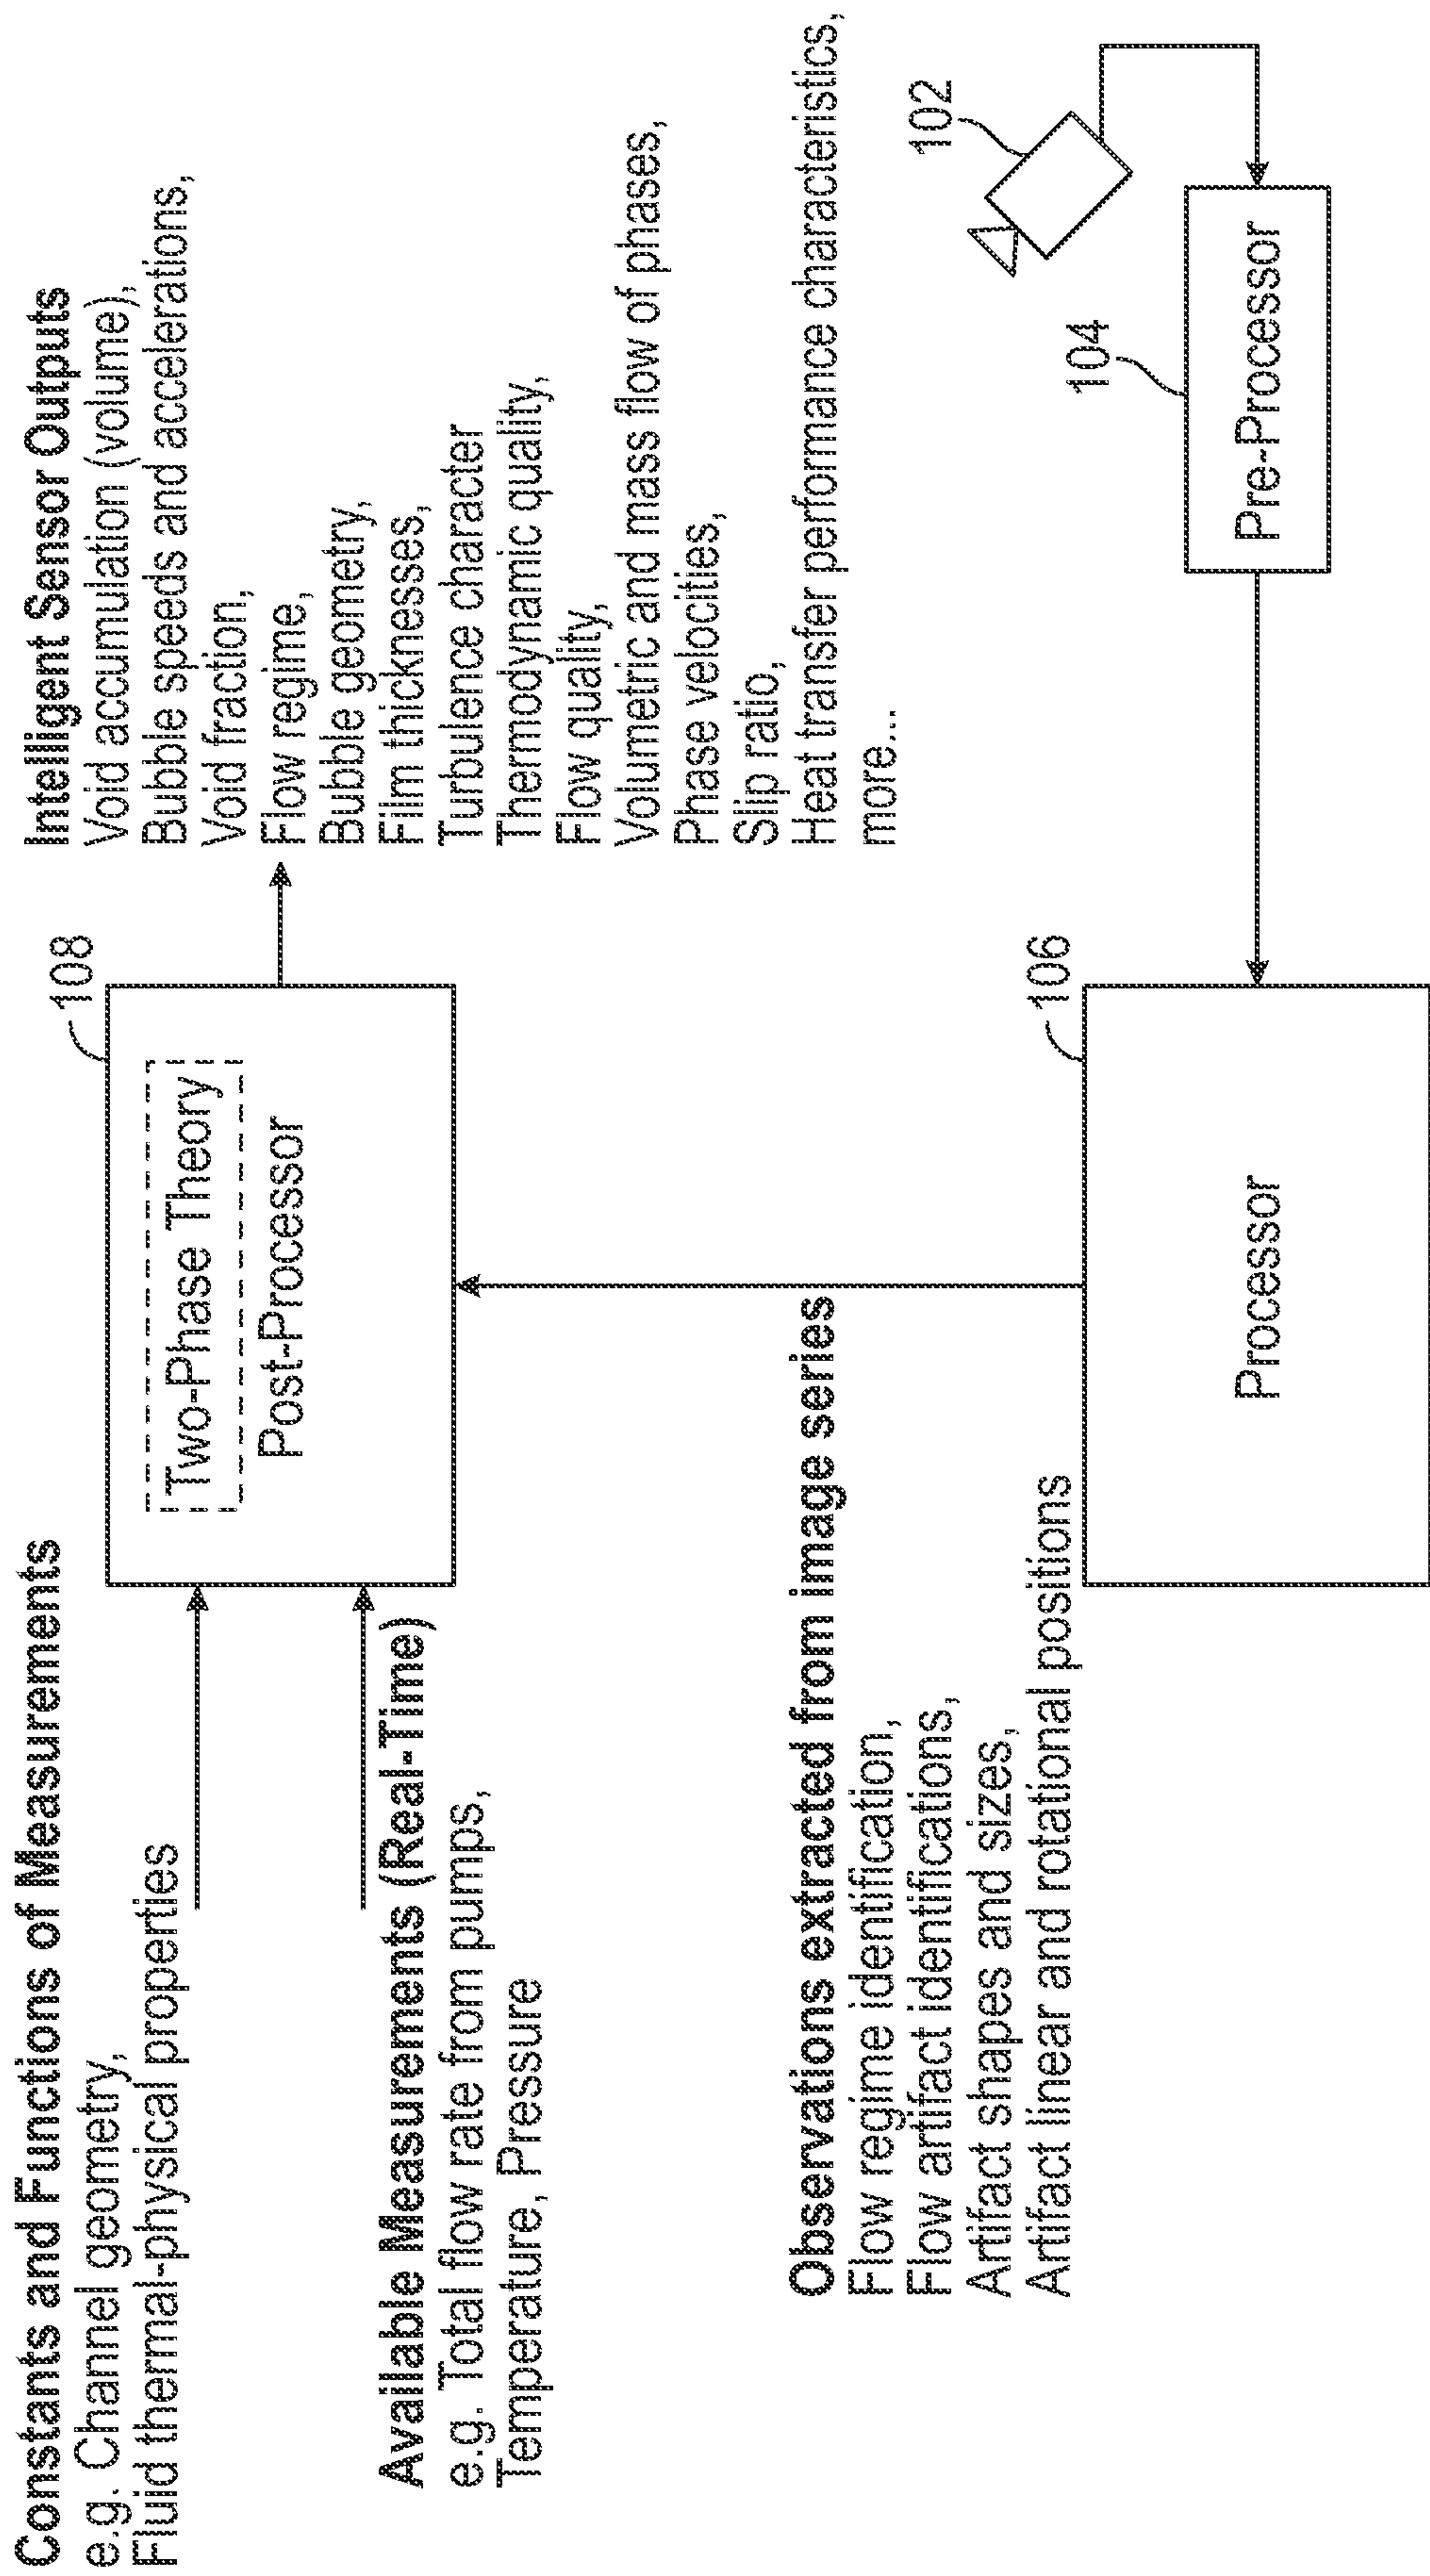 Constants and Functions of Measurements
e.g. Channel geometry,
Fluid thermal-physical properties
Available Measurements (Real-Time)
e.g. Total flow rate from pumps,
Temperature, Pressure
108
Two-Phase Theory
Post-Processor
Intelligent Sensor Outputs
Void accumulation (volume),
Bubble speeds and accelerations,
Void fraction,
Flow regime,
Bubble geometry,
Film thicknesses,
Turbulence character
Thermodynamic quality,
Flow quality,
Volumetric and mass flow of phases,
Phase velocities,
Slip ratio,
Heat transfer performance characteristics,
more...
Observations extracted from image series
Flow regime identification,
Flow artifact identifications,
Artifact shapes and sizes,
Artifact linear and rotational positions
106
Processor
104
Pre-Processor
102